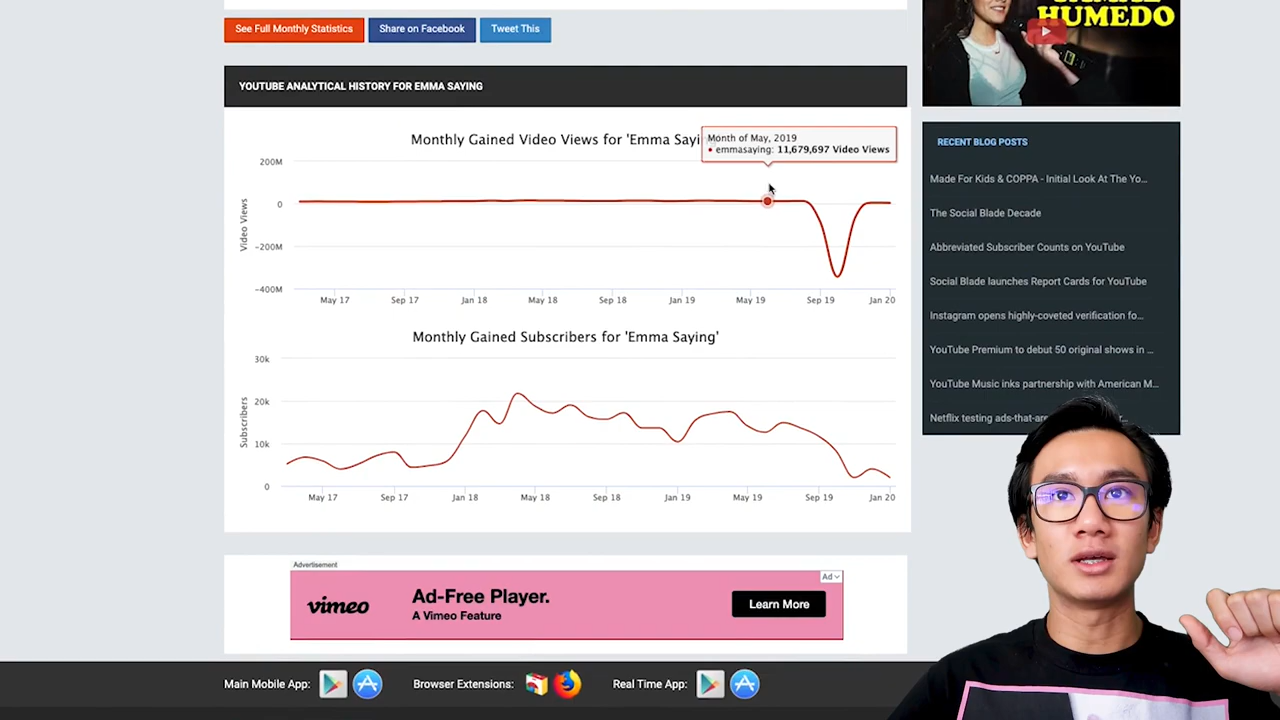 HUMEDO
See Full Monthly Statistics
Share on Facebook
Tweet This
YOUTUBE ANALYTICAL HISTORY FOR EMMA SAYING
Monthly Gained Video Views for 'Emma Sayi
Month of May, 2019
• emmasaying: 11,679,697 Video Views
200M
0
-200M
-400M
Video Views
May 17
Sep 17
Jan 18
May 18
Sep 18
Jan 19
May 19
Sep 19
Jan 20
Monthly Gained Subscribers for 'Emma Saying'
30k
20k
10k
0
Subscribers
May 17
Sep 17
Jan 18
May 18
Sep 18
Jan 19
May 19
Sep 19
Jan 20
RECENT BLOG POSTS
Made For Kids & COPPA - Initial Look At The Yo...
The Social Blade Decade
Abbreviated Subscriber Counts on YouTube
Social Blade launches Report Cards for YouTube
Instagram opens highly-coveted verification fo...
YouTube Premium to debut 50 original shows in ...
YouTube Music inks partnership with American M...
Netflix testing ads-that-are
Advertisement
Ad
vimeo
Ad-Free Player.
A Vimeo Feature
Learn More
Main Mobile App:
Browser Extensions:
Real Time App: